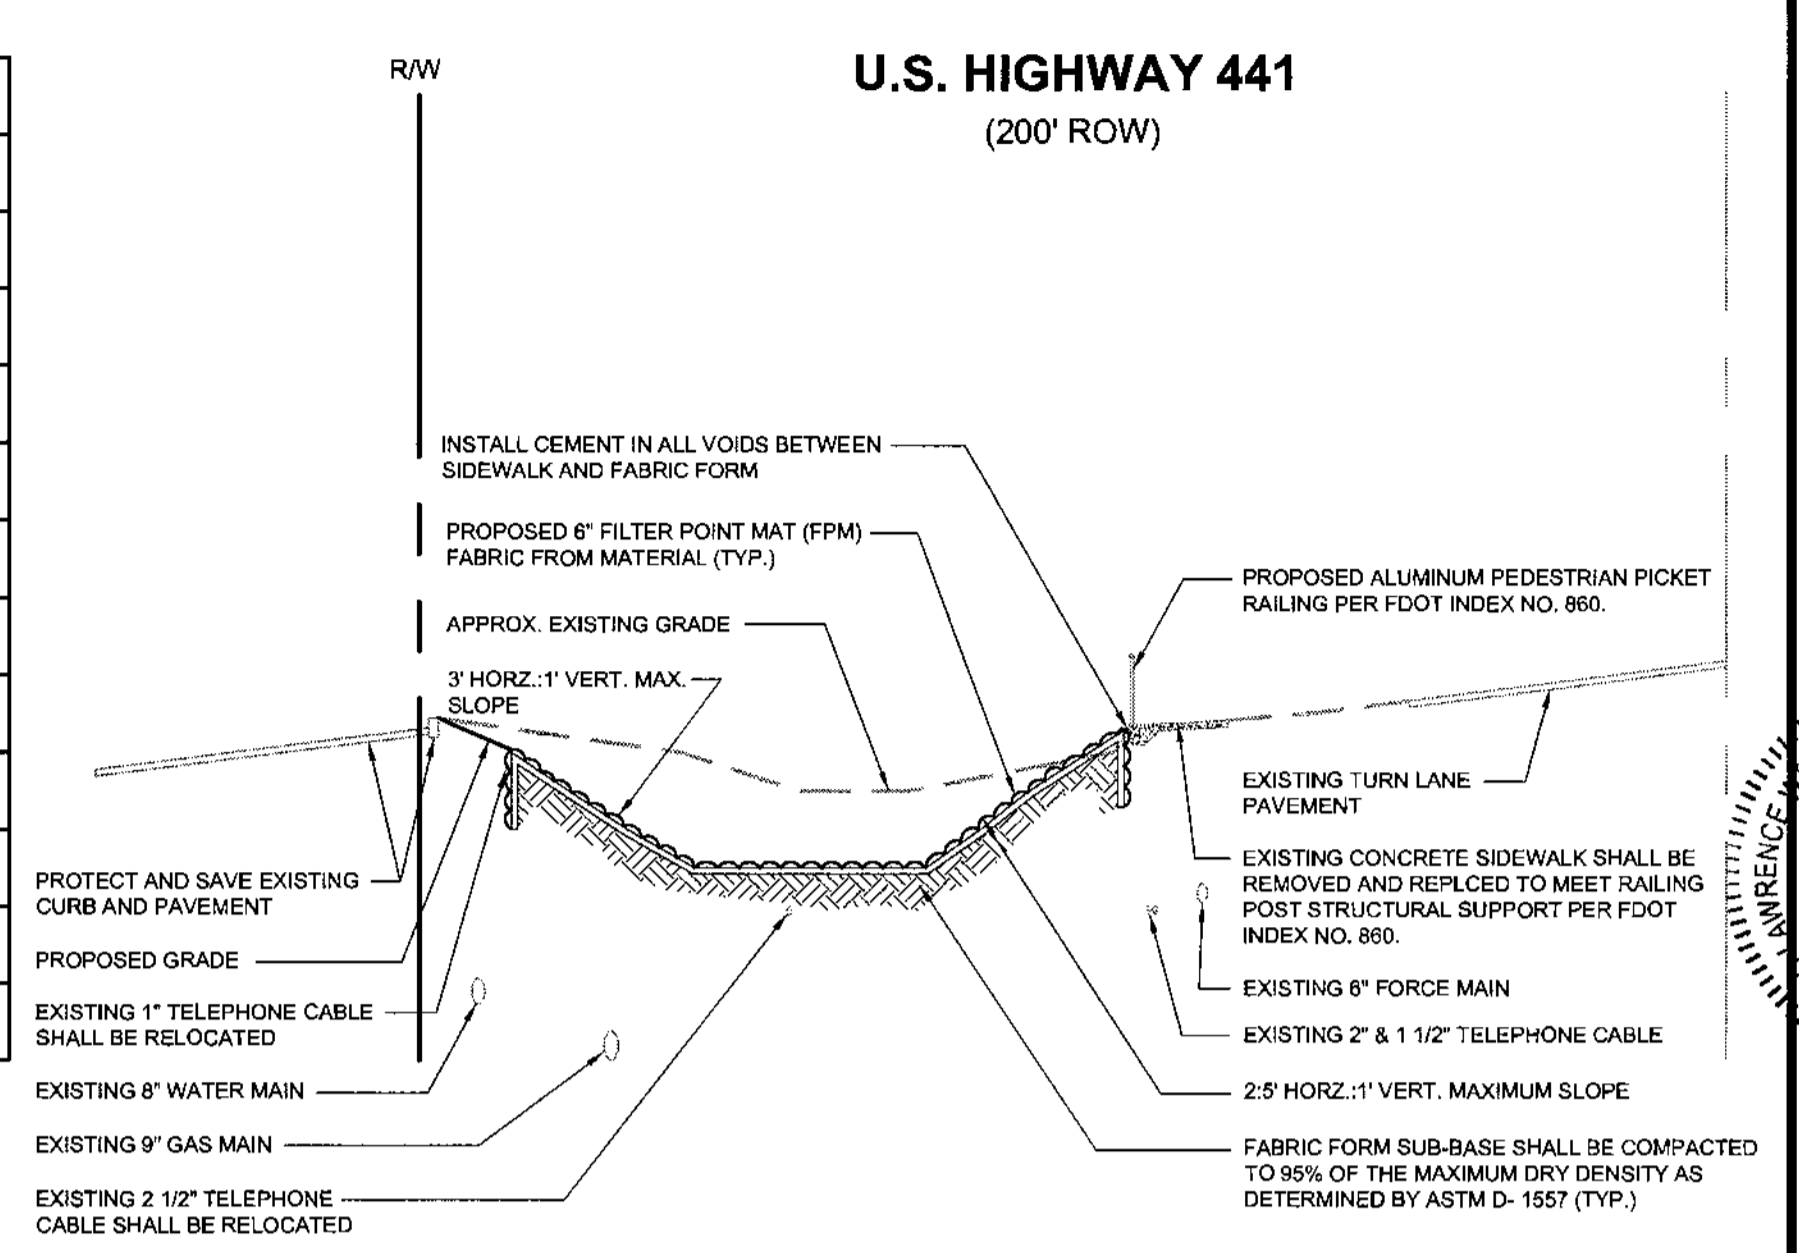 R/W
U.S. HIGHWAY 441
(200' ROW)
INSTALL CEMENT IN ALL VOIDS BETWEEN
SIDEWALK AND FABRIC FORM
PROPOSED 6" FILTER POINT MAT (FPM)
FABRIC FROM MATERIAL (TYP.)
APPROX. EXISTING GRADE
3' HORZ.:1' VERT. MAX.
SLOPE
PROTECT AND SAVE EXISTING
CURB AND PAVEMENT
PROPOSED GRADE
EXISTING 1" TELEPHONE CABLE
SHALL BE RELOCATED
EXISTING 8" WATER MAIN
EXISTING 9" GAS MAIN
EXISTING 2 1/2" TELEPHONE
CABLE SHALL BE RELOCATED
PROPOSED ALUMINUM PEDESTRIAN PICKET
RAILING PER FDOT INDEX NO. 860.
EXISTING TURN LANE
PAVEMENT
EXISTING CONCRETE SIDEWALK SHALL BE
REMOVED AND REPLCED TO MEET RAILING
POST STRUCTURAL SUPPORT PER FDOT
INDEX NO. 860.
EXISTING 6" FORCE MAIN
EXISTING 2" & 1 1/2" TELEPHONE CABLE
2:5' HORZ.:1' VERT. MAXIMUM SLOPE
FABRIC FORM SUB-BASE SHALL BE COMPACTED
TO 95% OF THE MAXIMUM DRY DENSITY AS
DETERMINED BY ASTM D- 1557 (TYP.)
LAWRENCE